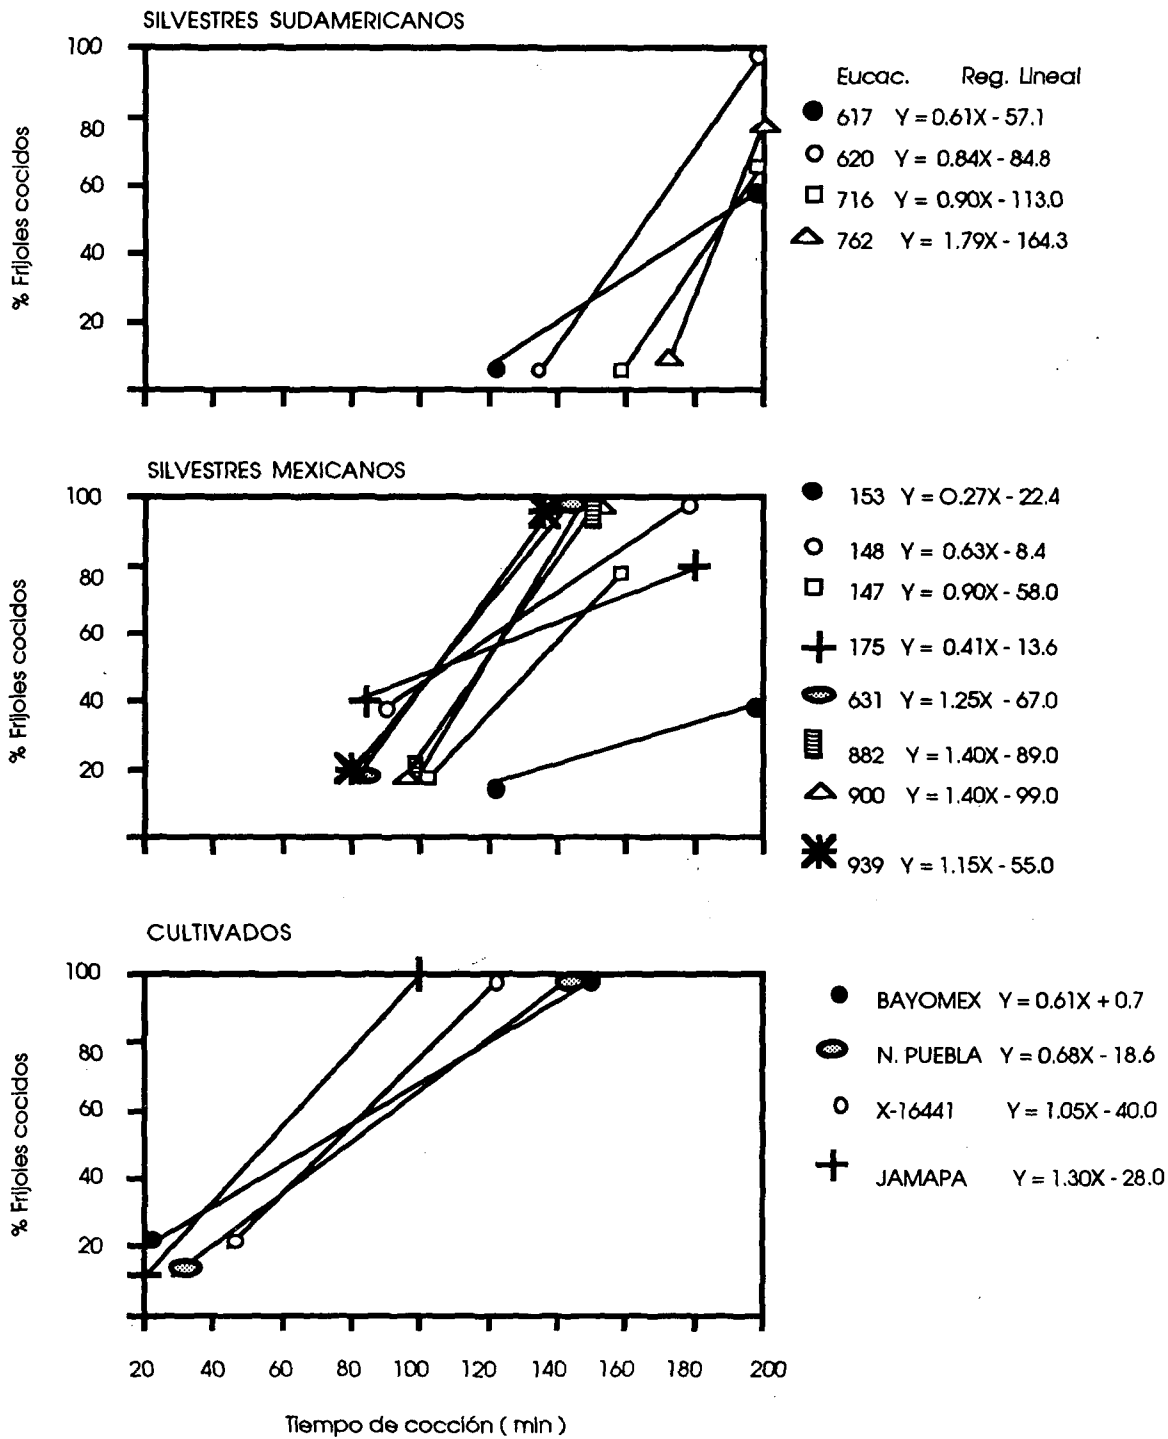 SILVESTRES SUDAMERICANOS
% Frijoles cocidos
100
80
60
40
20
Eucac. Reg. Lineal
617 Y = 0.61X - 57.1
620 Y = 0.84X - 84.8
716 Y = 0.90X - 113.0
762 Y = 1.79X - 164.3
SILVESTRES MEXICANOS
% Frijoles cocidos
100
80
60
40
20
153 Y = 0.27X - 22.4
148 Y = 0.63X - 8.4
147 Y = 0.90X - 58.0
175 Y = 0.41X - 13.6
631 Y = 1.25X - 67.0
882 Y = 1.40X - 89.0
900 Y = 1.40X - 99.0
939 Y = 1.15X - 55.0
CULTIVADOS
% Frijoles cocidos
100
80
60
40
20
20 40 60 80 100 120 140 160 180 200
Tiempo de cocción ( min )
BAYOMEX Y = 0.61X + 0.7
N. PUEBLA Y = 0.68X - 18.6
X-16441 Y = 1.05X - 40.0
JAMAPA Y = 1.30X - 28.0